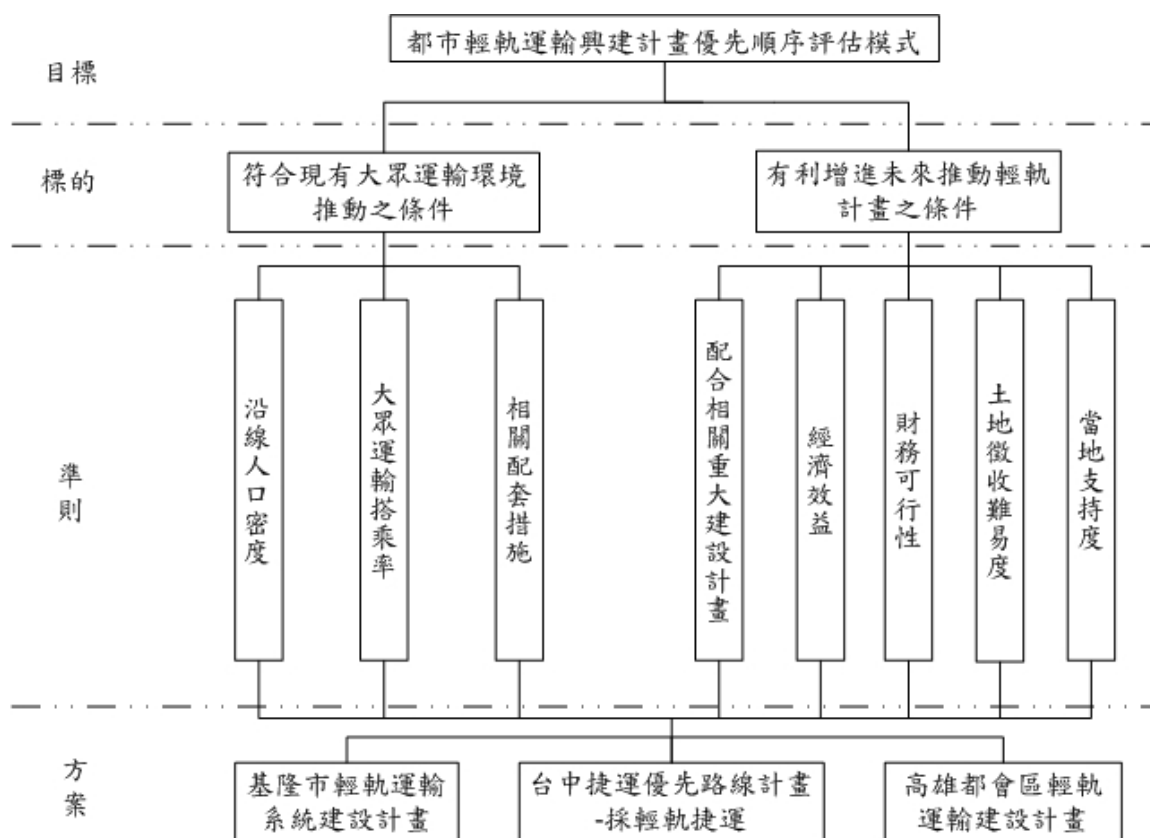 都市輕軌運輸興建計畫優先順序評估模式
目標
標的
符合現有大眾運輸環境
推動之條件
有利增進未來推動輕軌
計畫之條件
準則
沿線人口密度
大眾運輸搭乘率
相關配套措施
配合相關重大建設計畫
經濟效益
財務可行性
土地徵收難易度
當地支持度
方案
基隆市輕軌運輸
系統建設計畫
台中捷運優先路線計畫
-採輕軌捷運
高雄都會區輕軌
運輸建設計畫